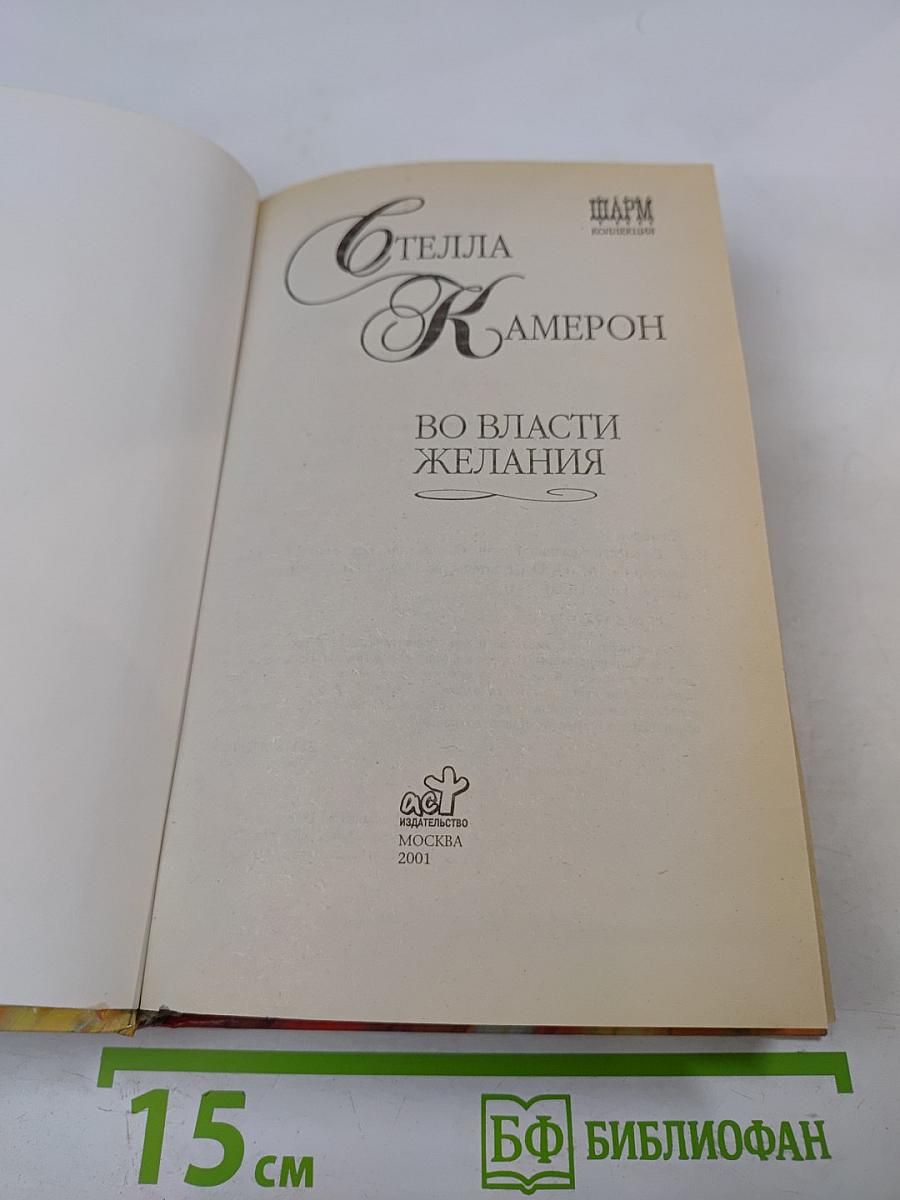 СТЕЛЛА
КАМЕРОН
ШАРМ
КОЛЛЕКЦИЯ
ВО ВЛАСТИ
ЖЕЛАНИЯ
аст
ИЗДАТЕЛЬСТВО
МОСКВА
2001
15 см
БФ БИБЛИОФАН